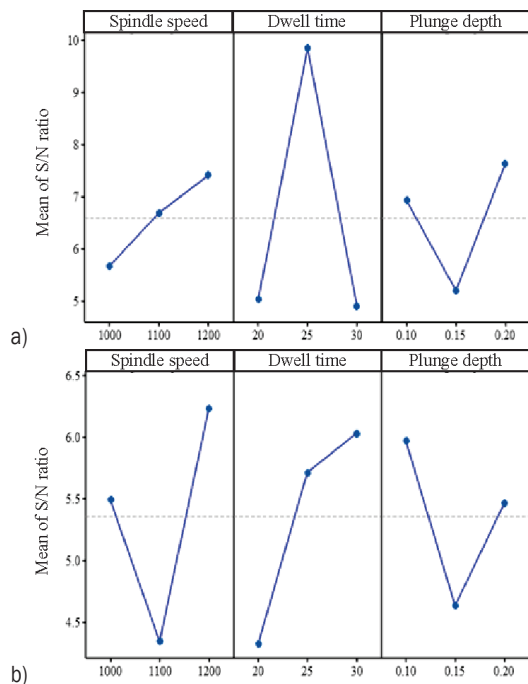 Spindle speed Dwell time Plunge depth
10
9
8
7
6
5
Mean of S/N ratio
1000 1100 1200 20 25 30 0.10 0.15 0.20
a)
Spindle speed Dwell time Plunge depth
6.5
6.0
5.5
5.0
4.5
Mean of S/N ratio
1000 1100 1200 20 25 30 0.10 0.15 0.20
b)